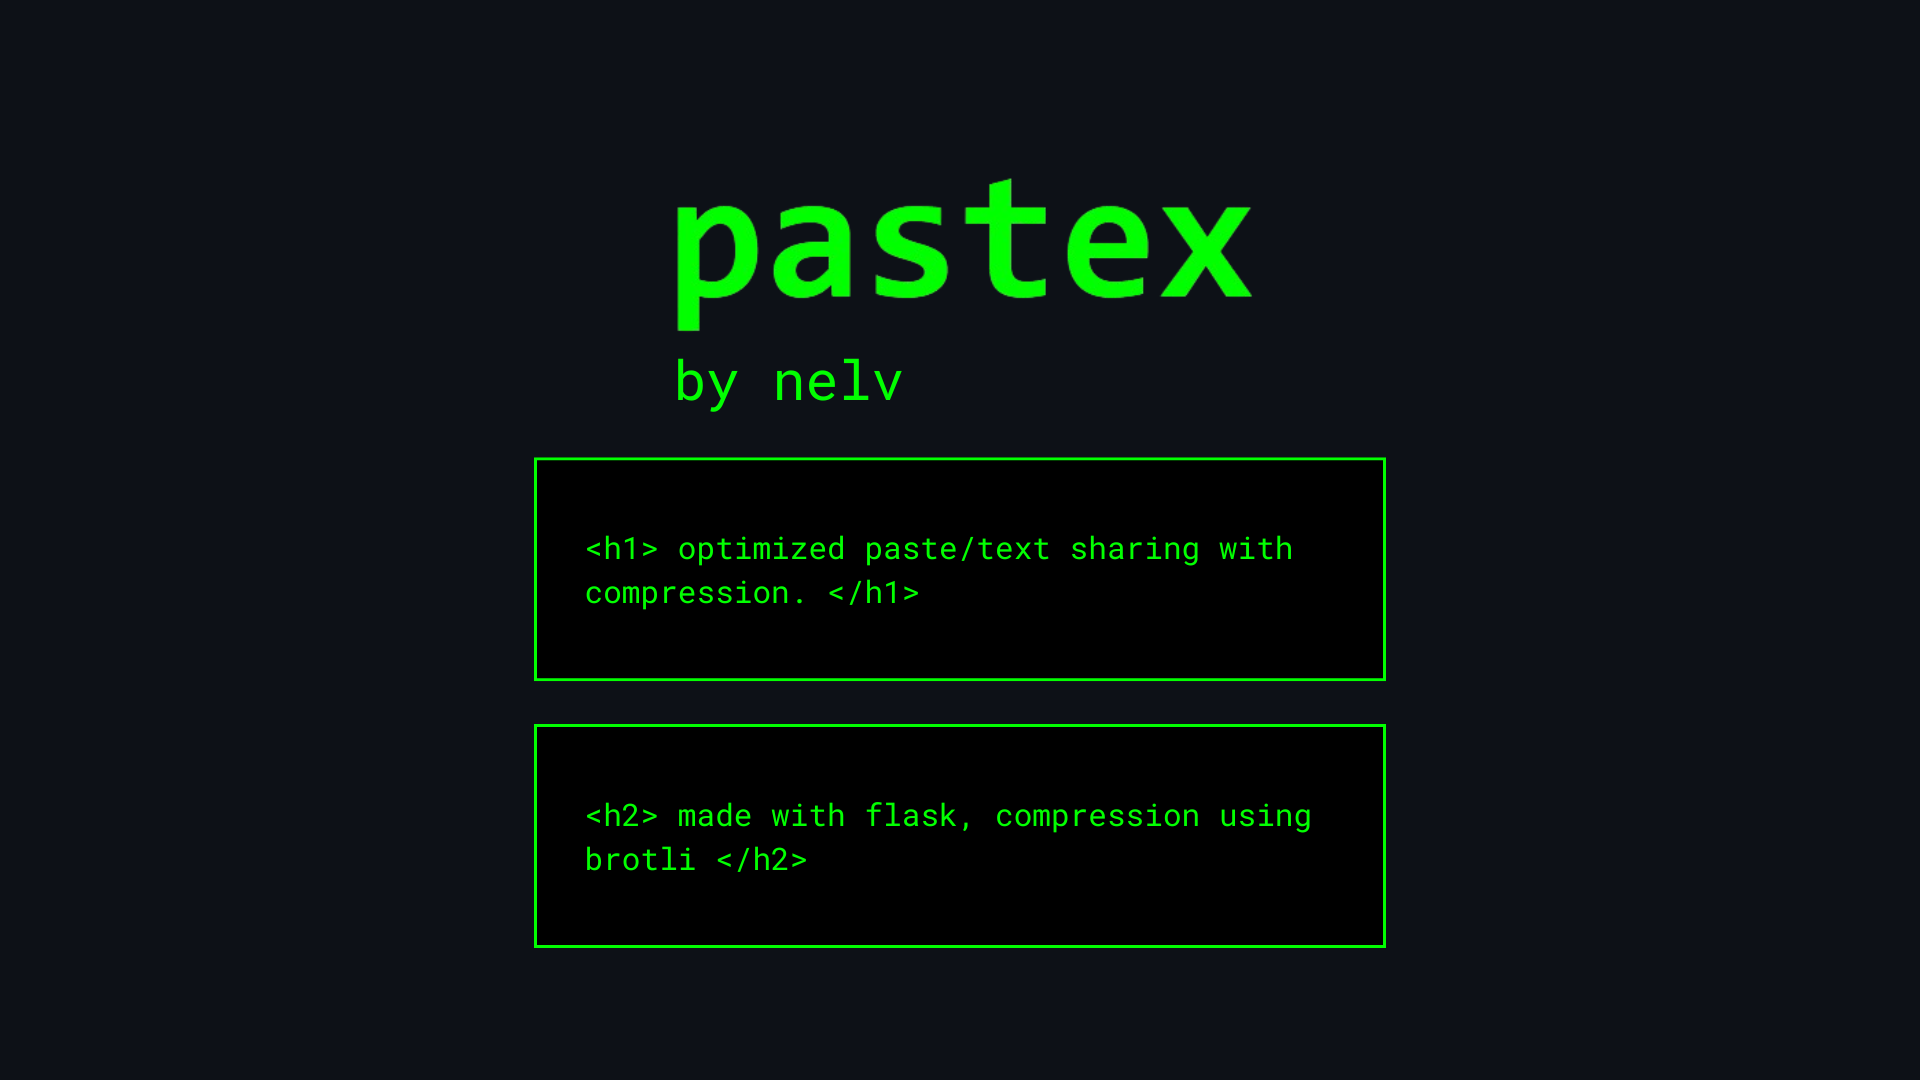 pastex
by nelv
<h1> optimized paste/text sharing with
compression. </h1>
<h2> made with flask, compression using
brotli </h2>